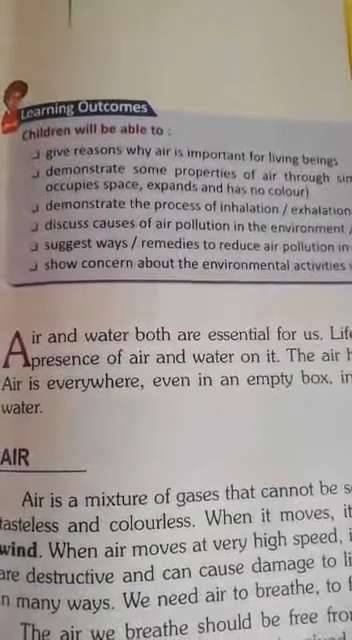 Learning Outcomes
Children will be able to :
give reasons why air is important for living beings
demonstrate some properties of air through
occupies space, expands and has no colour)
demonstrate the process of inhalation / exhalation
discuss causes of air pollution in the environment /
suggest ways / remedies to reduce air pollution in
show concern about the environmental activities
Air and water both are essential for us.
presence of air and water on it. The air
Air is everywhere, even in an empty box, in
water.
AIR
Air is a mixture of gases that cannot be
tasteless and colourless. When it moves, it
wind. When air moves at very high speed,
are destructive and can cause damage to
in many ways. We need air to breathe, to
The air we breathe should be free from